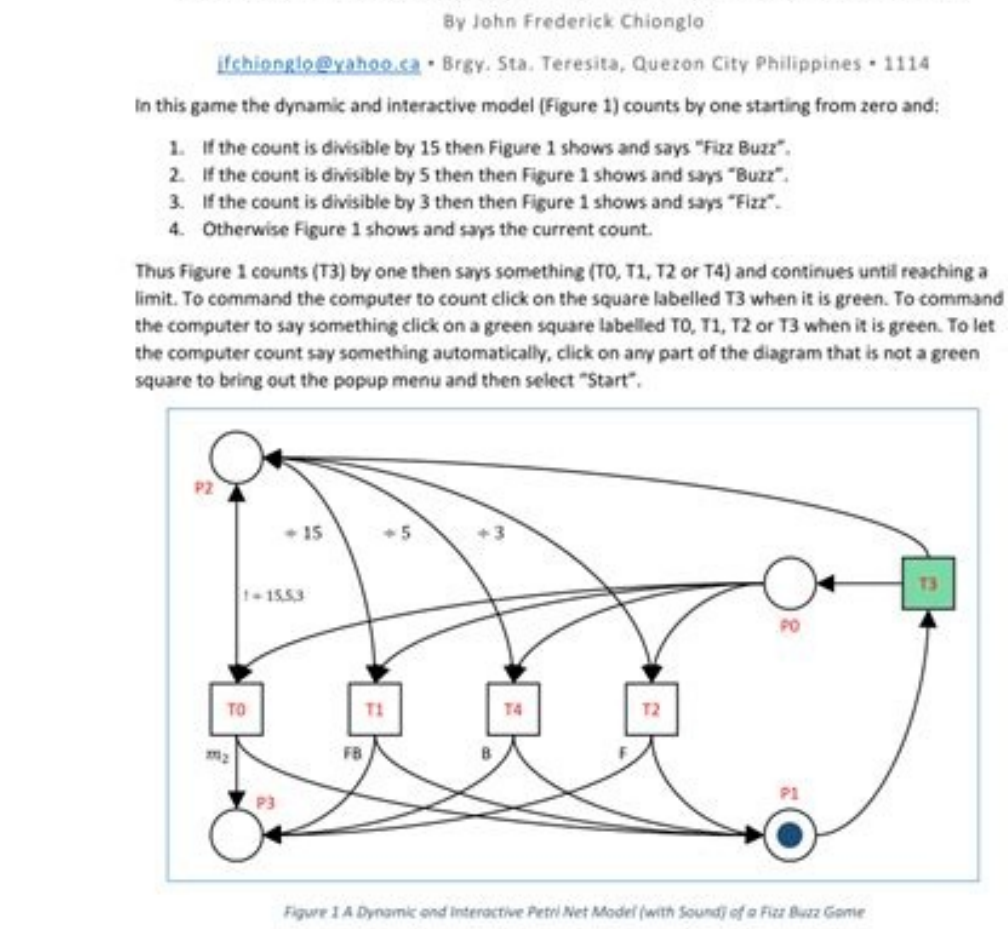 By John Frederick Chionglo
jfchionglo@yahoo.ca • Brgy. Sta. Teresita, Quezon City Philippines • 1114
In this game the dynamic and interactive model (Figure 1) counts by one starting from zero and:
1. If the count is divisible by 15 then Figure 1 shows and says "Fizz Buzz".
2. If the count is divisible by 5 then then Figure 1 shows and says "Buzz".
3. If the count is divisible by 3 then then Figure 1 shows and says "Fizz".
4. Otherwise Figure 1 shows and says the current count.
Thus Figure 1 counts (T3) by one then says something (T0, T1, T2 or T4) and continues until reaching a
limit. To command the computer to count click on the square labelled T3 when it is green. To command
the computer to say something click on a green square labelled T0, T1, T2 or T3 when it is green. To let
the computer count say something automatically, click on any part of the diagram that is not a green
square to bring out the popup menu and then select "Start".
P2
÷ 15 ÷ 5 ÷ 3
! ÷ 15,5,3
T3
P0
T0 T1 T4 T2
m₂ FB B F
P3 P1
Figure 1 A Dynamic and Interactive Petri Net Model (with Sound) of a Fizz Buzz Game